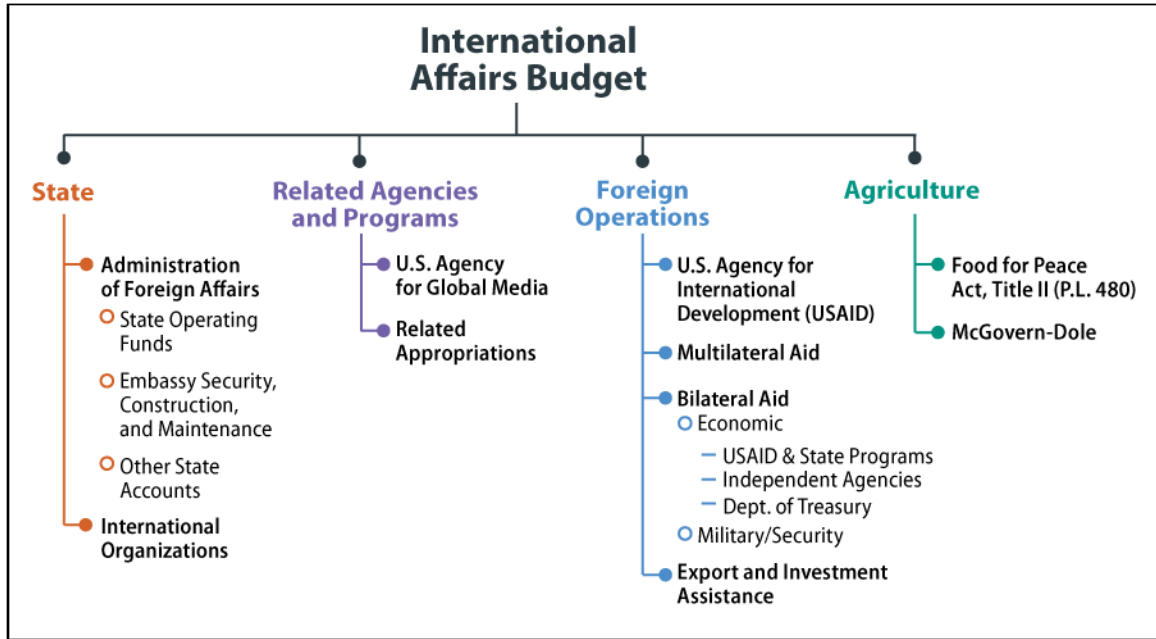 International
Affairs Budget
State
Administration
of Foreign Affairs
State Operating
Funds
Embassy Security,
Construction,
and Maintenance
Other State
Accounts
International
Organizations
Related Agencies
and Programs
U.S. Agency
for Global Media
Related
Appropriations
Foreign
Operations
U.S. Agency for
International
Development (USAID)
Multilateral Aid
Bilateral Aid
Economic
USAID & State Programs
Independent Agencies
Dept. of Treasury
Military/Security
Export and Investment
Assistance
Agriculture
Food for Peace
Act, Title II (P.L. 480)
McGovern-Dole